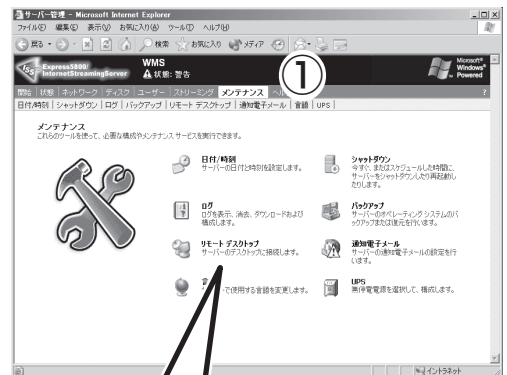 サーバー管理 - Microsoft Internet Explorer
ファイル(F) 編集(E) 表示(V) お気に入り(A) ツール(T) ヘルプ(H)
戻る 検索 お気に入り メディア
Express5800/
InternetStreamingServer
WMS
状態: 警告
Microsoft®
Windows®
Powered
①
開始 状態 ネットワーク ディスク ユーザー ストリーミング メンテナンス ?
日付/時刻 | シャットダウン | ログ | バックアップ | リモート デスクトップ | 通知電子メール | 言語 | UPS |
メンテナンス
これらのツールを使って、必要な構成やメンテナンス サービスを実行できます。
日付/時刻
サーバーの日付と時刻を設定します。
シャットダウン
今すぐ、またはスケジュールした時間に、
サーバーをシャットダウンしたり再起動し
たりします。
ログ
ログを表示、消去、ダウンロードおよび
構成します。
バックアップ
サーバーのオペレーティング システムのバ
ックアップまたは復元を行います。
リモート デスクトップ
サーバーのデスクトップに接続します。
通知電子メール
サーバーの通知電子メールの設定を行
います。
で使用する言語を変更します。
UPS
無停電電源を選択して、構成します。
イントラネット